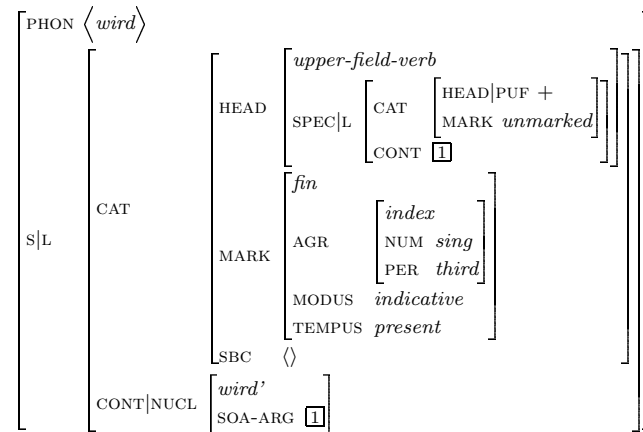 PHON ⟨wird⟩
upper-field-verb
HEAD|PUF +
HEAD
CAT
SPEC|L
MARK unmarked
CONT 1
fin
CAT
index
S|L
AGR
NUM sing
MARK
PER third
MODUS indicative
TEMPUS present
SBC ⟨⟩
wird'
CONT|NUCL
SOA-ARG 1